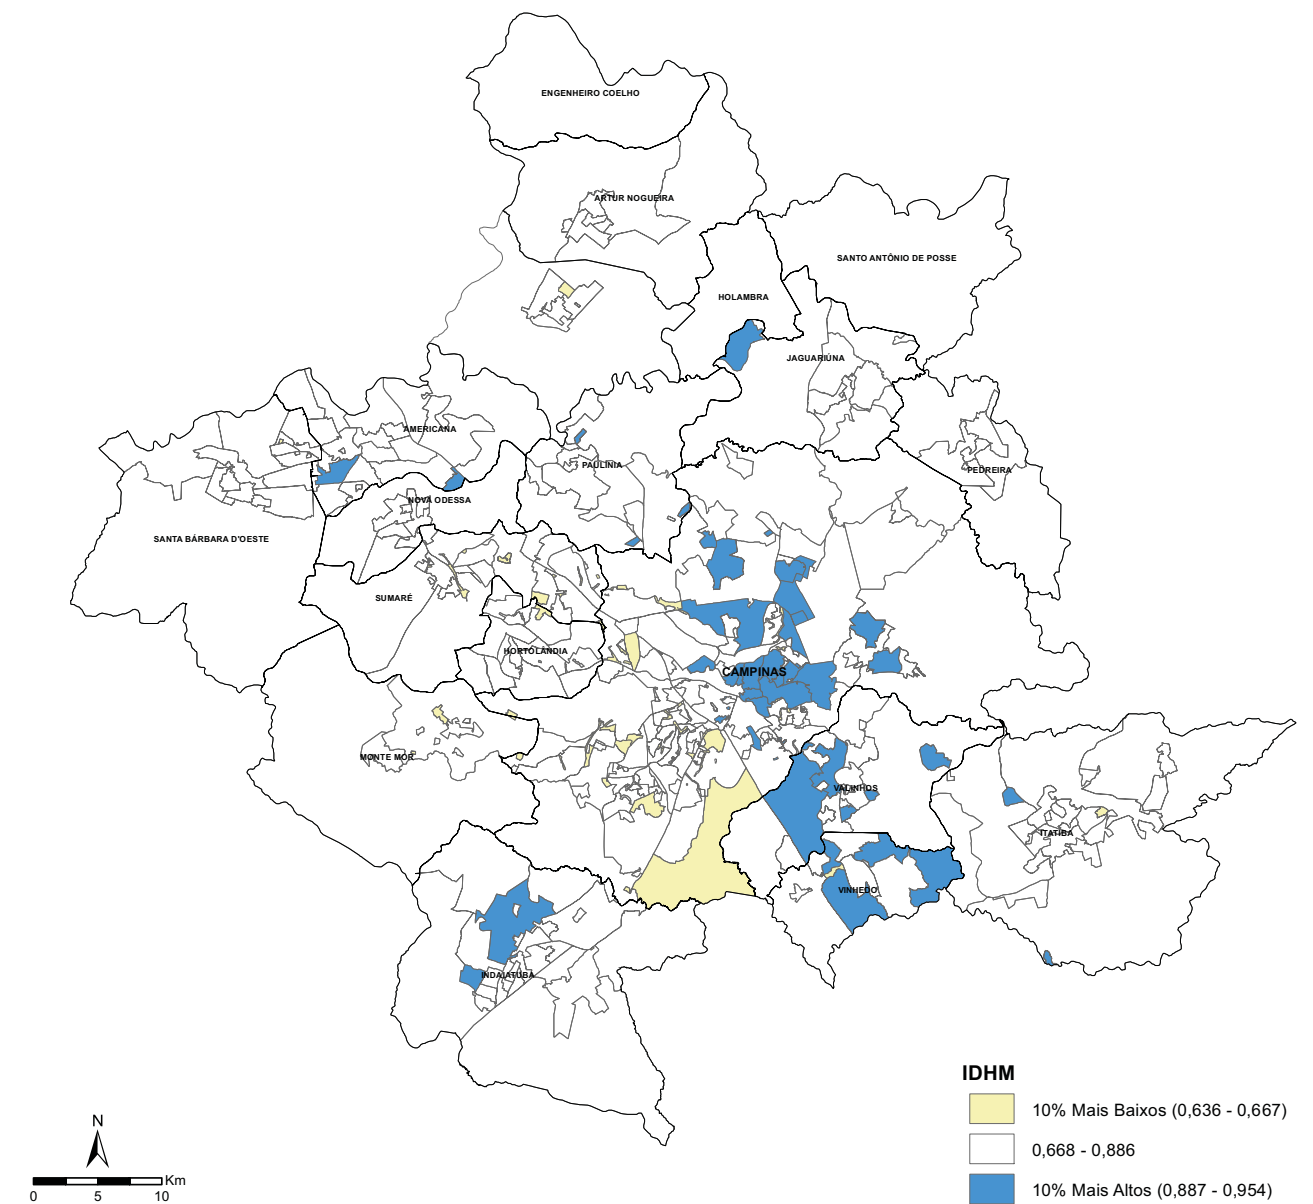 ENGENHEIRO COELHO
ARTUR NOGUEIRA
SANTO ANTÔNIO DE POSSE
HOLAMBRA
JAGUARIÚNA
AMERICANA
PAULÍNIA
PEDREIRA
NOVA ODESSA
SANTA BÁRBARA D'OESTE
SUMARÉ
HORTOLÂNDIA
CAMPINAS
MONTE MOR
VALINHOS
ITATIBA
VINHEDO
INDAIATUBA
IDHM
10% Mais Baixos (0,636 - 0,667)
0,668 - 0,886
10% Mais Altos (0,887 - 0,954)
N
Km
0 5 10